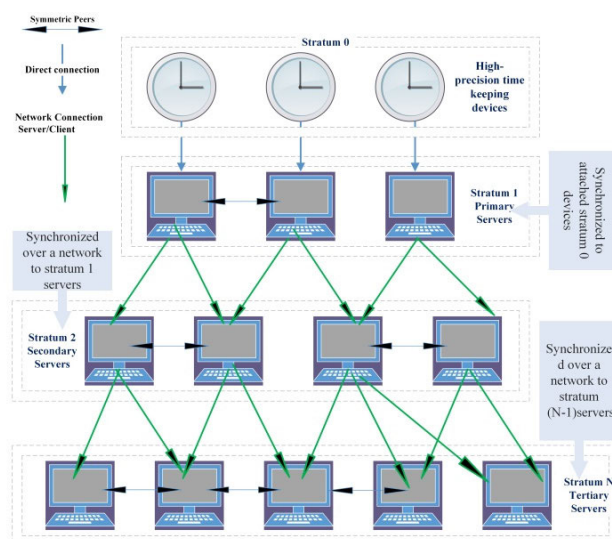 Symmetric Peers
Stratum 0
Direct connection
High-
precision time
keeping
devices
Network Connection
Server/Client
Stratum 1
Primary
Servers
Synchronized to
attached stratum 0
devices
Synchronized
over a network
to stratum 1
servers
Stratum 2
Secondary
Servers
Synchronize
d over a
network to
stratum
(N-1)servers
Stratum N
Tertiary
Servers